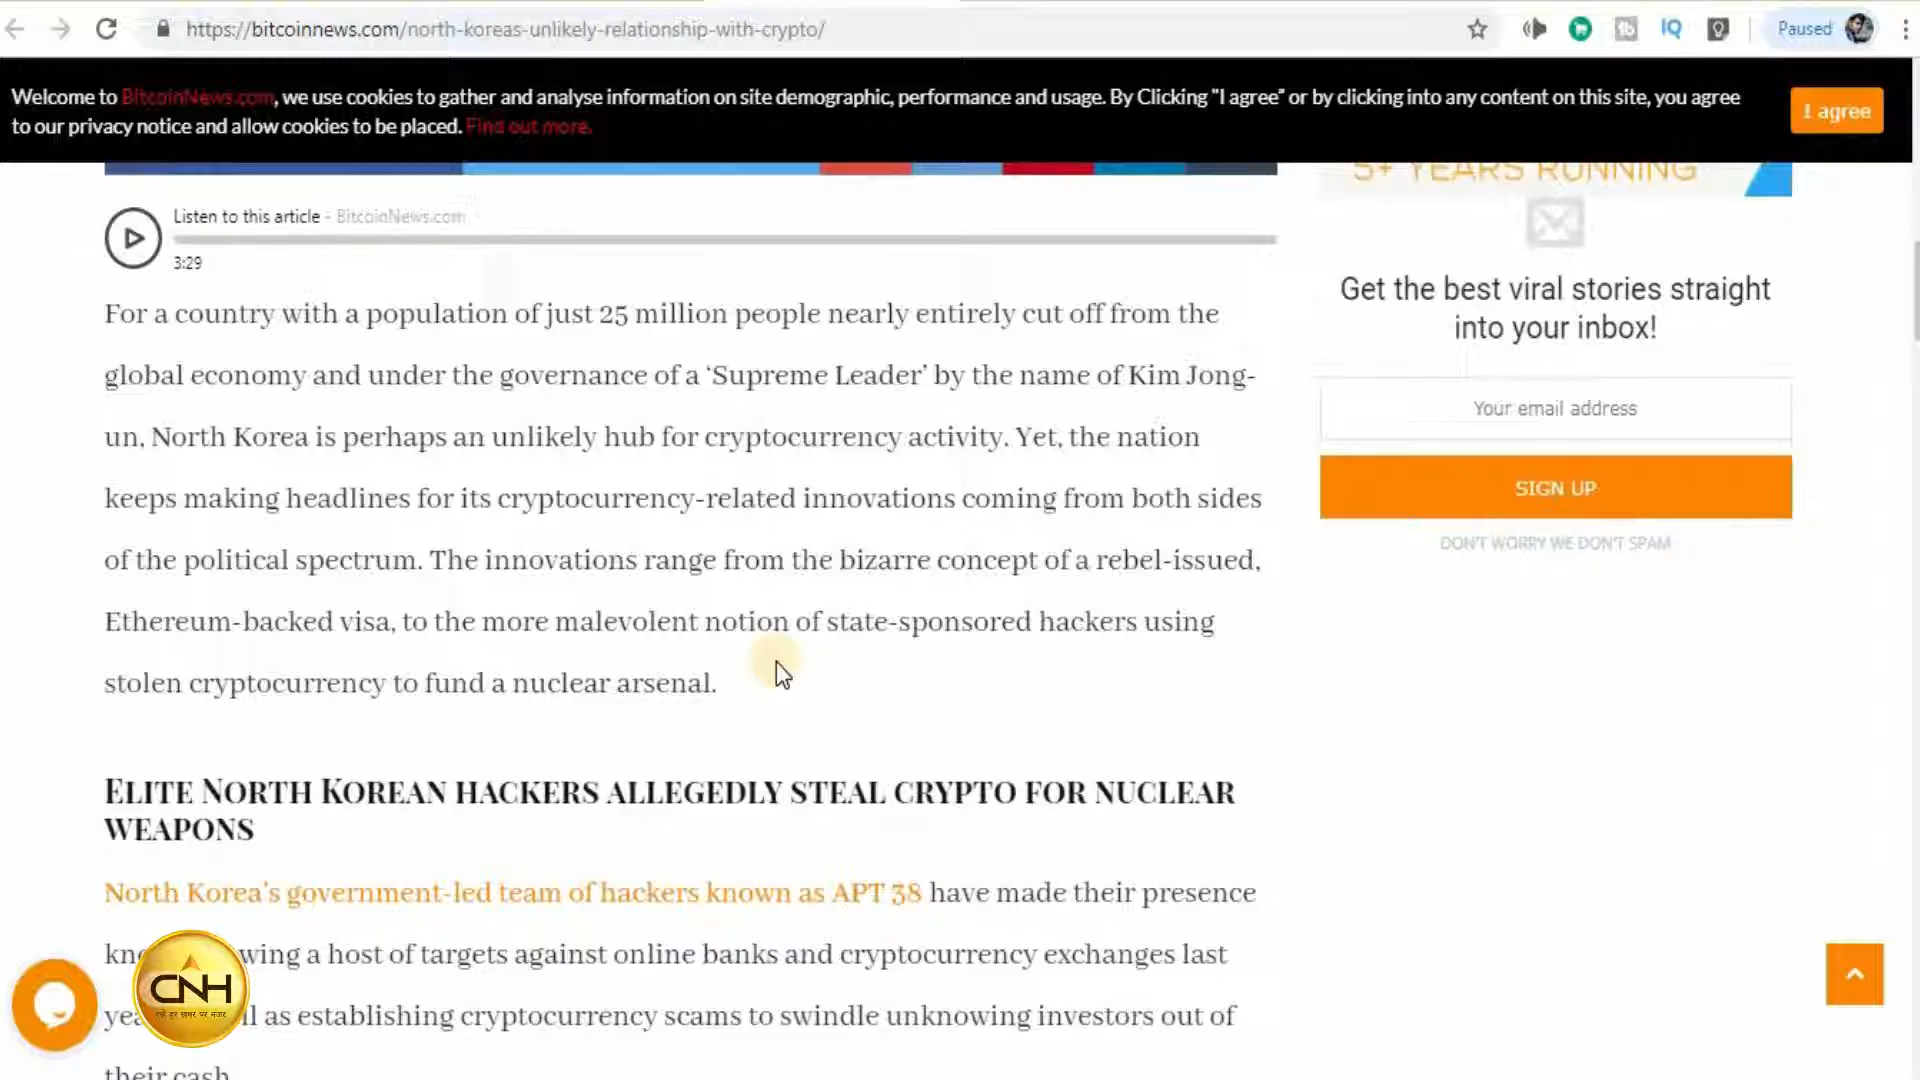 https://bitcoinnews.com/north-koreas-unlikely-relationship-with-crypto/
Paused
Welcome to BitcoinNews.com, we use cookies to gather and analyse information on site demographic, performance and usage. By Clicking "I agree" or by clicking into any content on this site, you agree
to our privacy notice and allow cookies to be placed. Find out more.
I agree
5+ YEARS RUNNING
Listen to this article - BitcoinNews.com
3:29
For a country with a population of just 25 million people nearly entirely cut off from the
global economy and under the governance of a ‘Supreme Leader’ by the name of Kim Jong-
un, North Korea is perhaps an unlikely hub for cryptocurrency activity. Yet, the nation
keeps making headlines for its cryptocurrency-related innovations coming from both sides
of the political spectrum. The innovations range from the bizarre concept of a rebel-issued,
Ethereum-backed visa, to the more malevolent notion of state-sponsored hackers using
stolen cryptocurrency to fund a nuclear arsenal.
ELITE NORTH KOREAN HACKERS ALLEGEDLY STEAL CRYPTO FOR NUCLEAR
WEAPONS
North Korea's government-led team of hackers known as APT 38 have made their presence
wing a host of targets against online banks and cryptocurrency exchanges last
as establishing cryptocurrency scams to swindle unknowing investors out of
their cash
Get the best viral stories straight
into your inbox!
Your email address
SIGN UP
DON'T WORRY WE DON'T SPAM
CNH
रखे हर खबर पर नजर
IQ